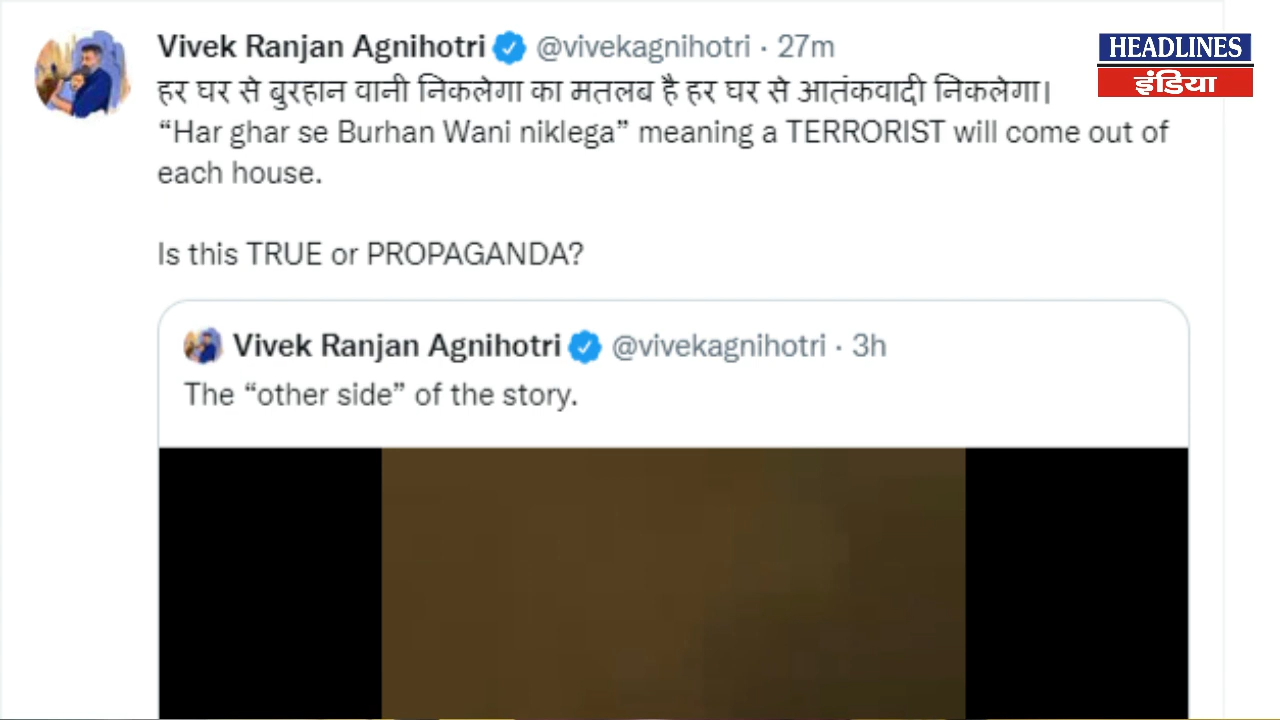 Vivek Ranjan Agnihotri @vivekagnihotri · 27m
HEADLINES
इंडिया
हर घर से बुरहान वानी निकलेगा का मतलब है हर घर से आतंकवादी निकलेगा।
“Har ghar se Burhan Wani niklega” meaning a TERRORIST will come out of
each house.
Is this TRUE or PROPAGANDA?
Vivek Ranjan Agnihotri @vivekagnihotri · 3h
The “other side” of the story.